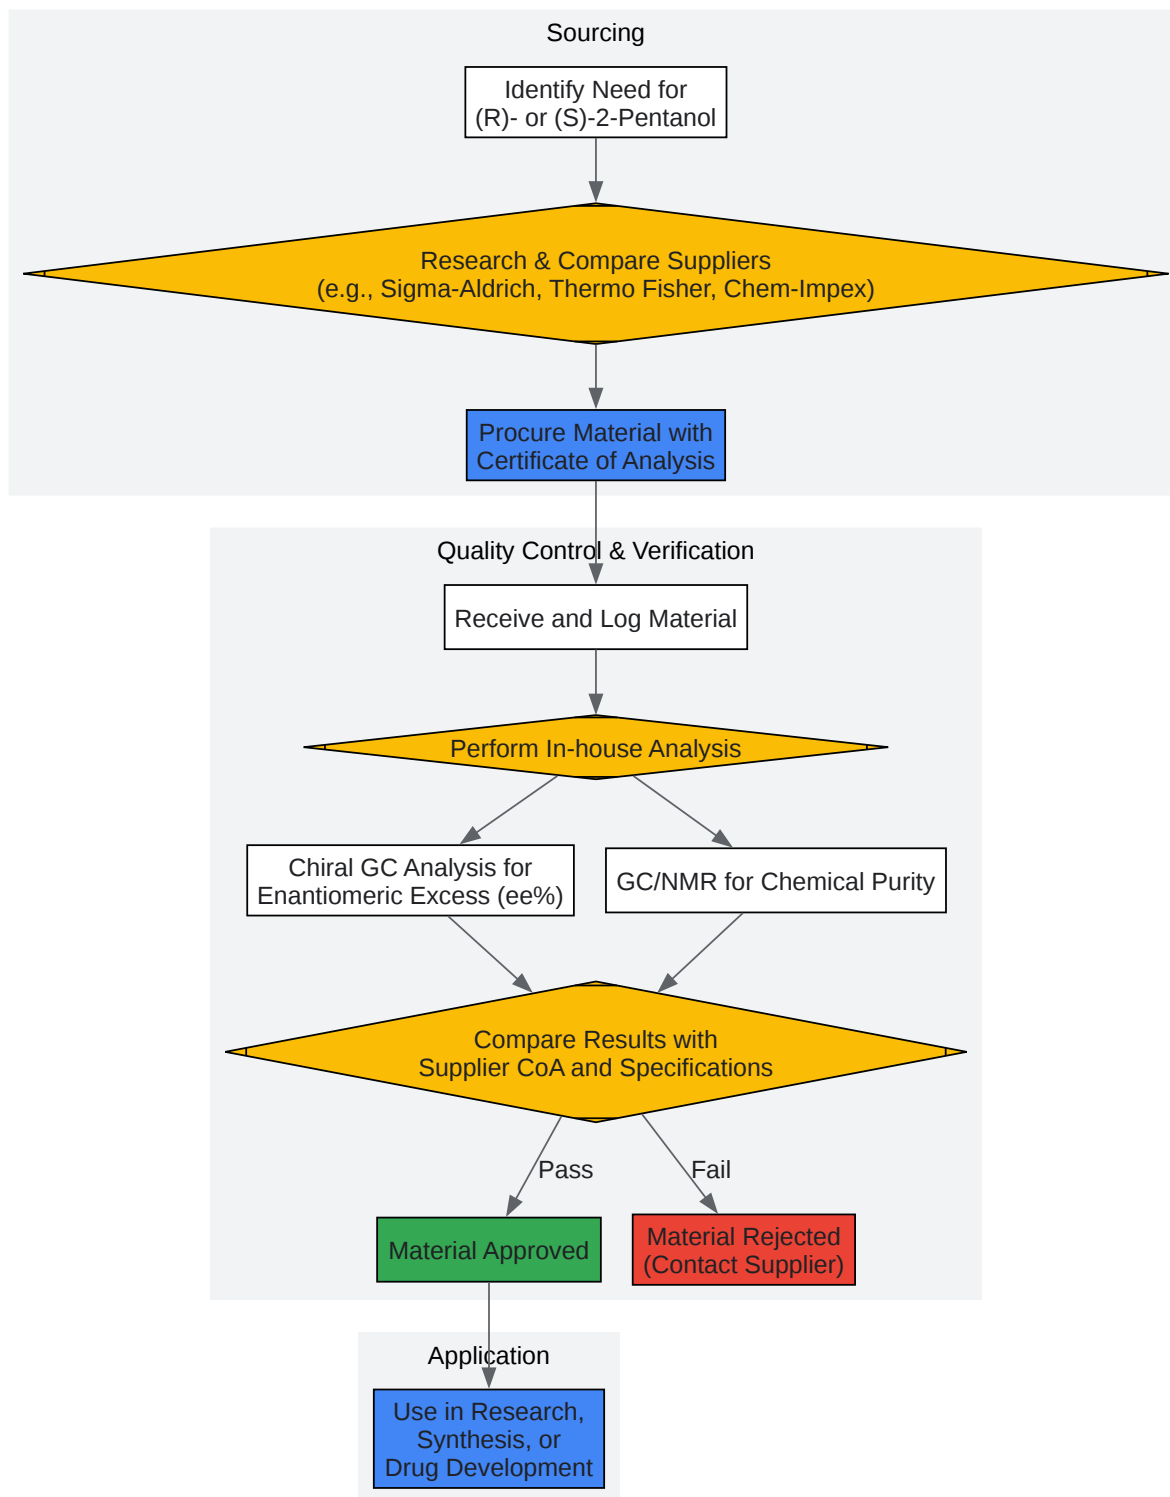 Sourcing
Identify Need for
(R)- or (S)-2-Pentanol
Research & Compare Suppliers
(e.g., Sigma-Aldrich, Thermo Fisher, Chem-Impex)
Procure Material with
Certificate of Analysis
Quality Control & Verification
Receive and Log Material
Perform In-house Analysis
Chiral GC Analysis for
Enantiomeric Excess (ee%)
GC/NMR for Chemical Purity
Compare Results with
Supplier CoA and Specifications
Pass
Fail
Material Approved
Material Rejected
(Contact Supplier)
Application
Use in Research,
Synthesis, or
Drug Development